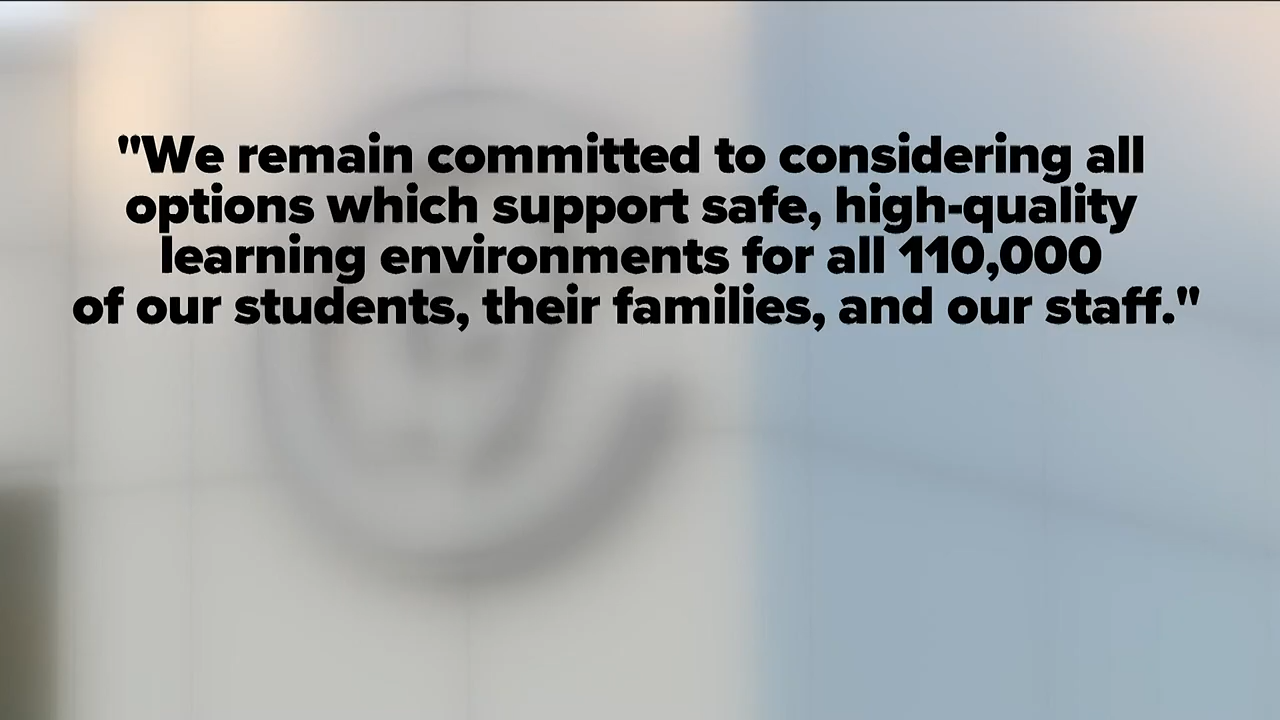 "We remain committed to considering all
options which support safe, high-quality
learning environments for all 110,000
of our students, their families, and our staff."